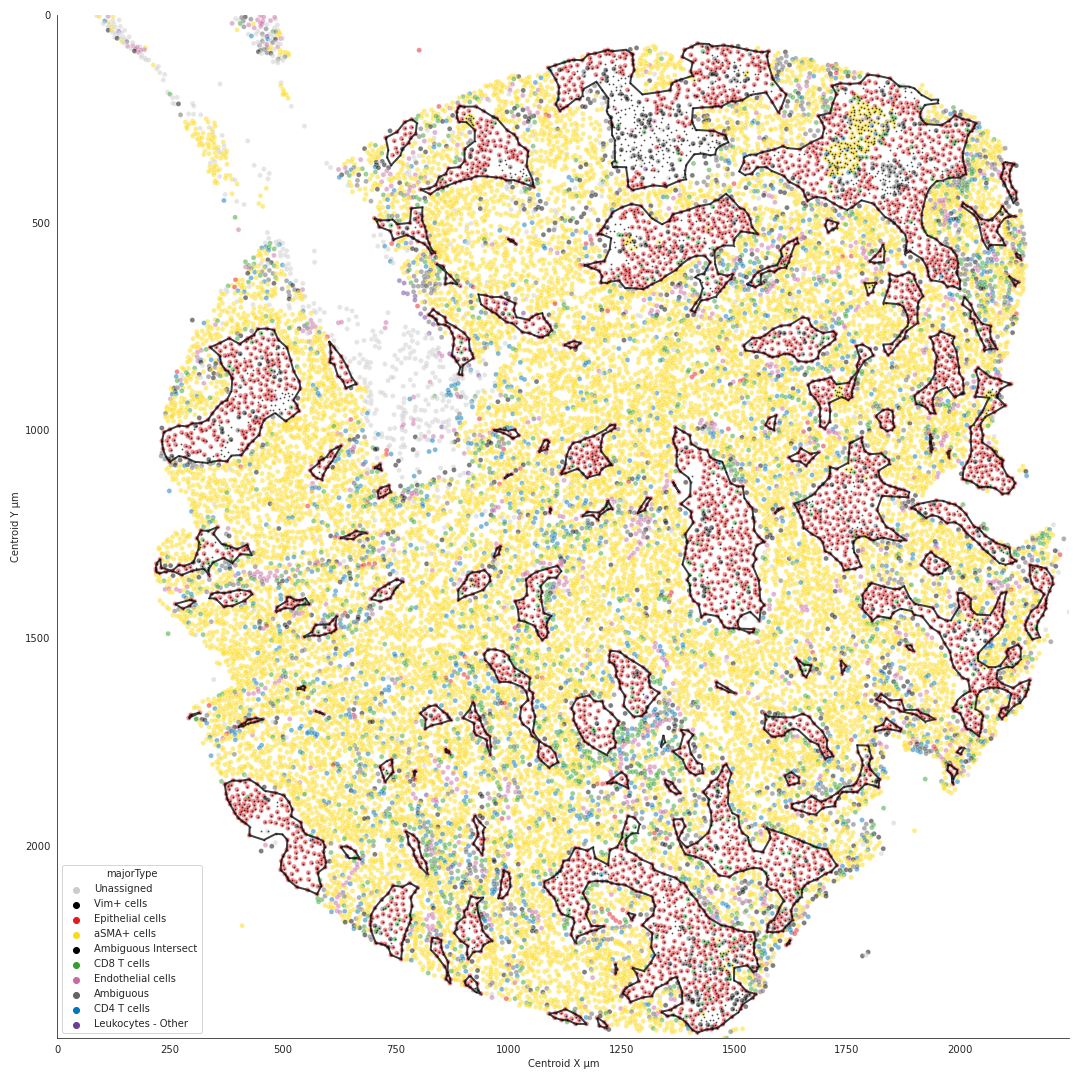 0
500
1000
1500
2000
Centroid Y µm
majorType
Unassigned
Vim+ cells
Epithelial cells
aSMA+ cells
Ambiguous Intersect
CD8 T cells
Endothelial cells
Ambiguous
CD4 T cells
Leukocytes - Other
0 250 500 750 1000 1250 1500 1750 2000
Centroid X µm